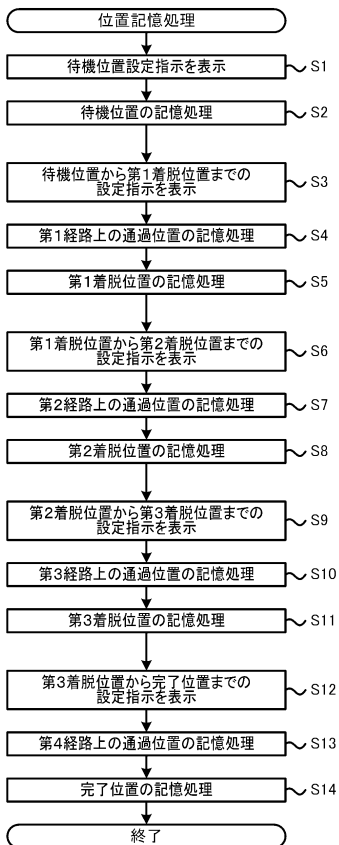 位置記憶処理
待機位置設定指示を表示
S1
待機位置の記憶処理
S2
待機位置から第1着脱位置までの
設定指示を表示
S3
第1経路上の通過位置の記憶処理
S4
第1着脱位置の記憶処理
S5
第1着脱位置から第2着脱位置までの
設定指示を表示
S6
第2経路上の通過位置の記憶処理
S7
第2着脱位置の記憶処理
S8
第2着脱位置から第3着脱位置までの
設定指示を表示
S9
第3経路上の通過位置の記憶処理
S10
第3着脱位置の記憶処理
S11
第3着脱位置から完了位置までの
設定指示を表示
S12
第4経路上の通過位置の記憶処理
S13
完了位置の記憶処理
S14
終了